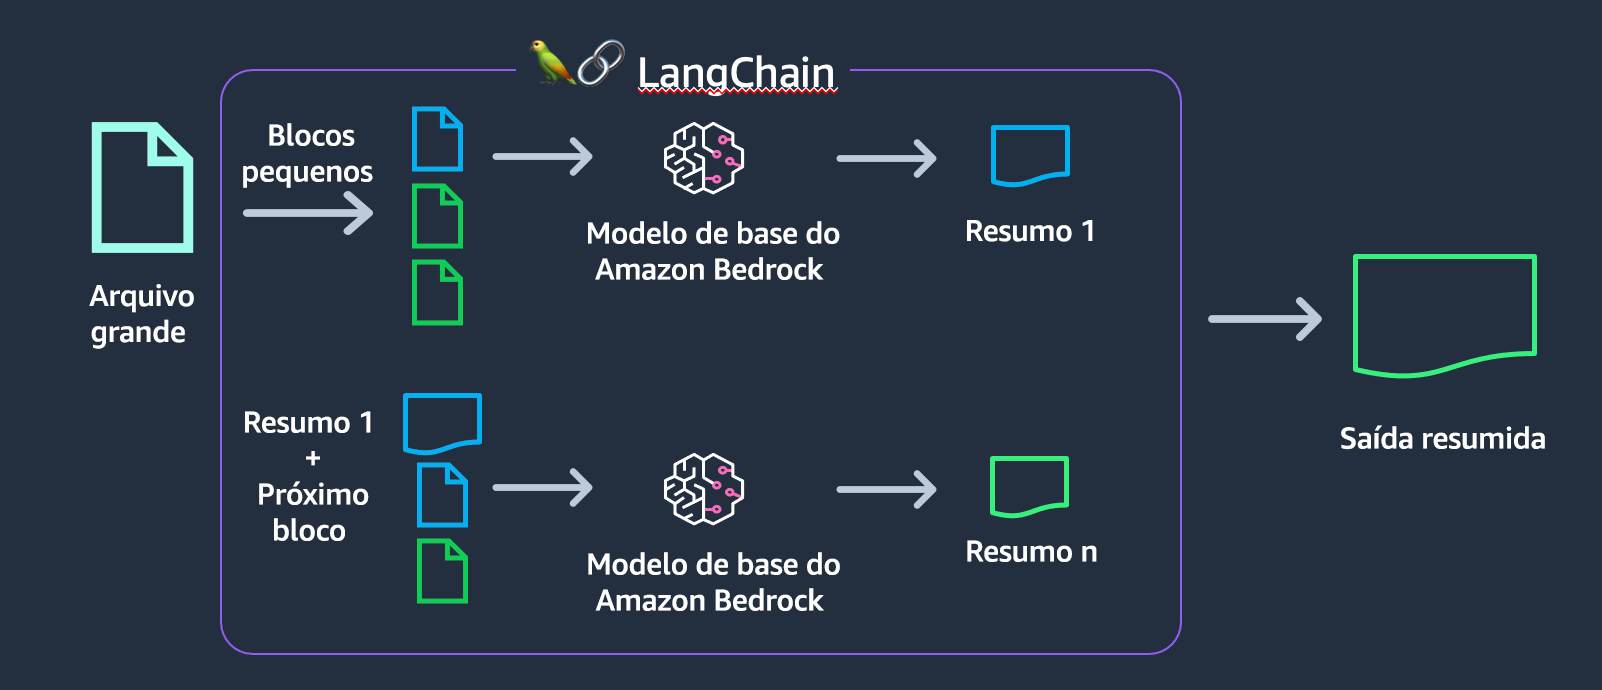 LangChain
Arquivo
grande
Blocos
pequenos
Modelo de base do
Amazon Bedrock
Resumo 1
Resumo 1
+
Próximo
bloco
Modelo de base do
Amazon Bedrock
Resumo n
Saída resumida